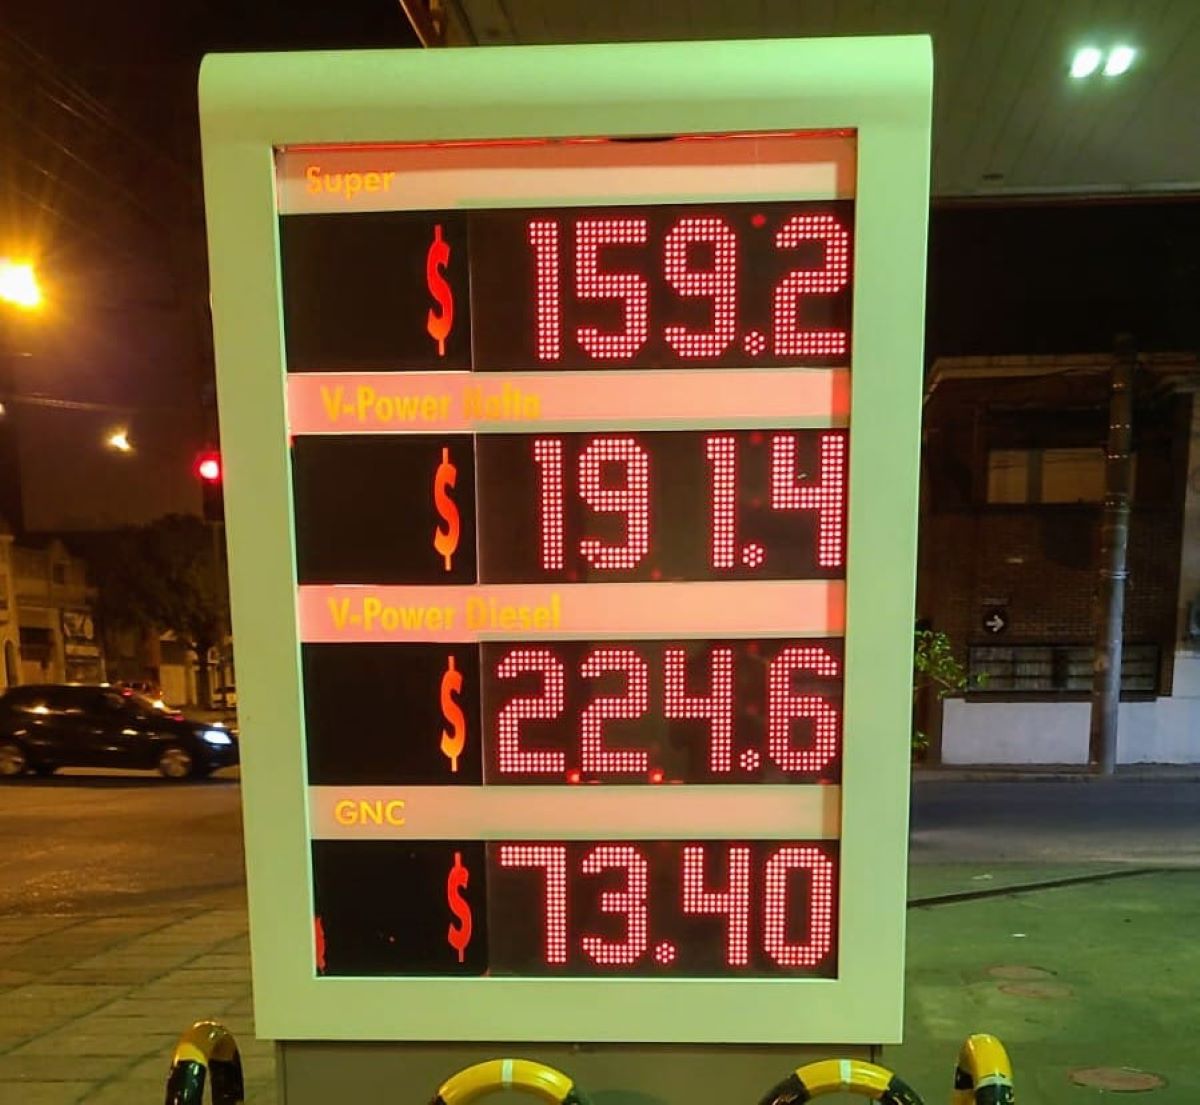 Super
$ 159.2
V-Power Nafta
$ 191.4
V-Power Diesel
$ 224.6
GNC
$ 73.40